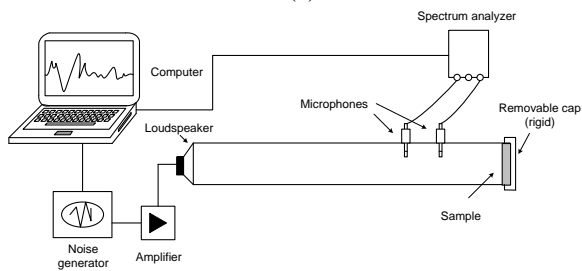 Spectrum analyzer
Computer
Microphones
Removable cap
(rigid)
Loudspeaker
Sample
Noise
generator
Amplifier